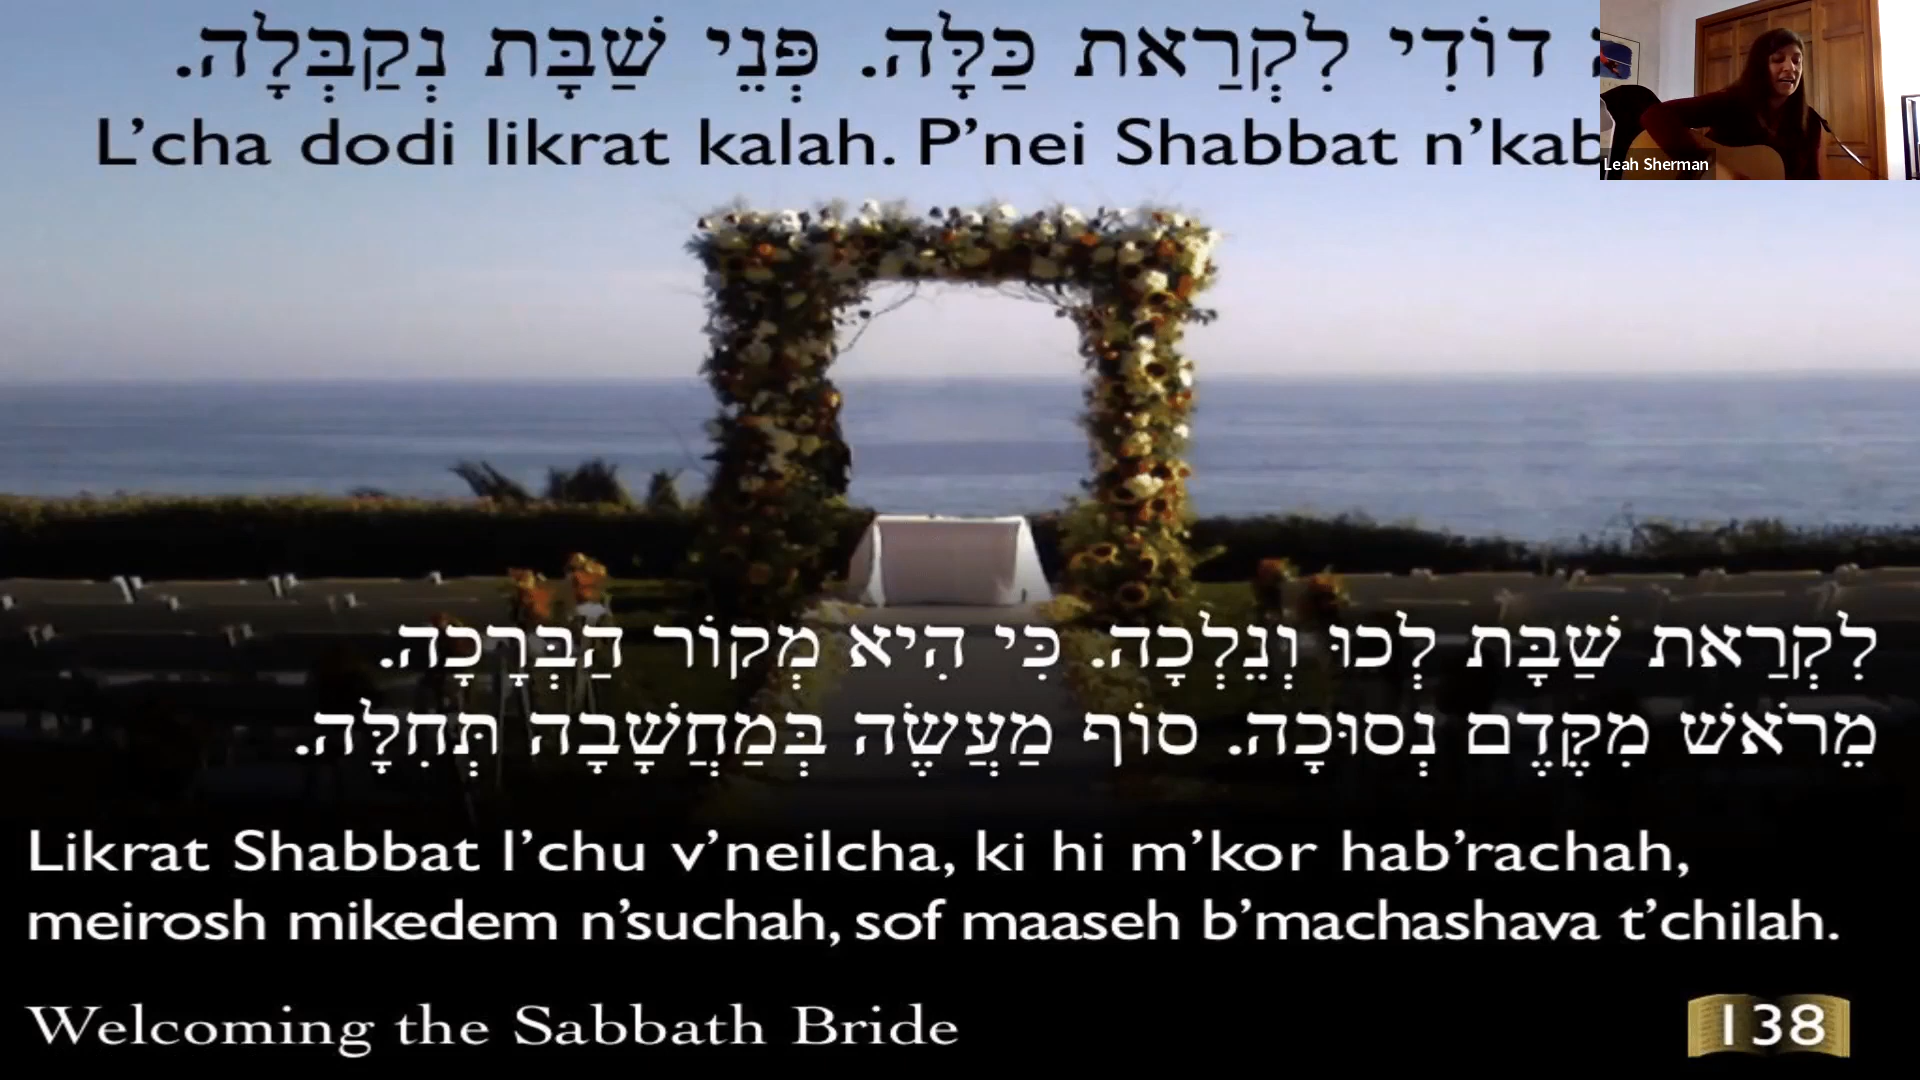 דוֹדִי לִקְרַאת כַּלָּה. פְּנֵי שַׁבָּת נְקַבְּלָה.
L’cha dodi likrat kalah. P’nei Shabbat n’kab
Leah Sherman
לִקְרַאת שַׁבָּת לְכוּ וְנֵלְכָה. כִּי הִיא מְקוֹר הַבְּרָכָה.
מֵרֹאשׁ מִקֶּדֶם נְסוּכָה. סוֹף מַעֲשֶׂה בְּמַחֲשָׁבָה תְּחִלָּה.
Likrat Shabbat l’chu v’neilcha, ki hi m’kor hab’rachah,
meirosh mikedem n’suchah, sof maaseh b’machashava t’chilah.
Welcoming the Sabbath Bride
138